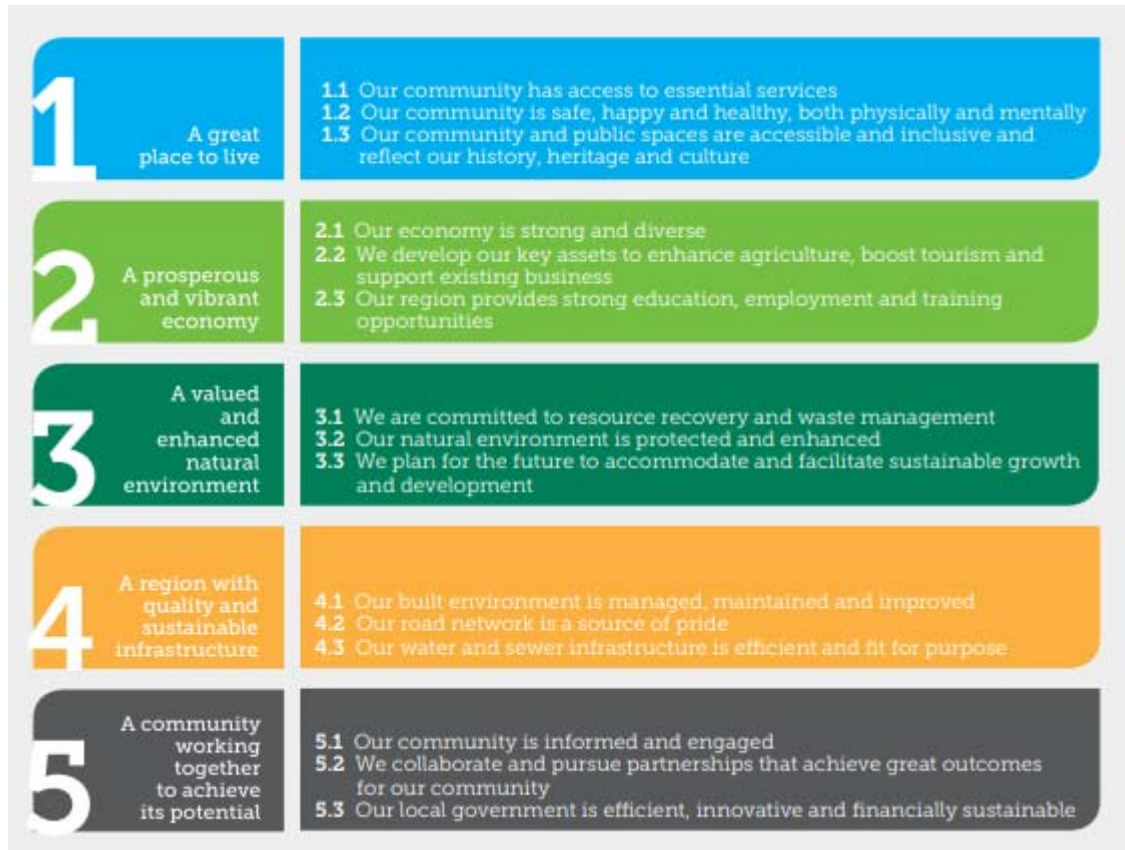 1
A great
place to live
1.1 Our community has access to essential services
1.2 Our community is safe, happy and healthy, both physically and mentally
1.3 Our community and public spaces are accessible and inclusive and
reflect our history, heritage and culture
2
A prosperous
and vibrant
economy
2.1 Our economy is strong and diverse
2.2 We develop our key assets to enhance agriculture, boost tourism and
support existing business
2.3 Our region provides strong education, employment and training
opportunities
3
A valued
and
enhanced
natural
environment
3.1 We are committed to resource recovery and waste management
3.2 Our natural environment is protected and enhanced
3.3 We plan for the future to accommodate and facilitate sustainable growth
and development
4
A region with
quality and
sustainable
infrastructure
4.1 Our built environment is managed, maintained and improved
4.2 Our road network is a source of pride
4.3 Our water and sewer infrastructure is efficient and fit for purpose
5
A community
working
together
to achieve
its potential
5.1 Our community is informed and engaged
5.2 We collaborate and pursue partnerships that achieve great outcomes
for our community
5.3 Our local government is efficient, innovative and financially sustainable